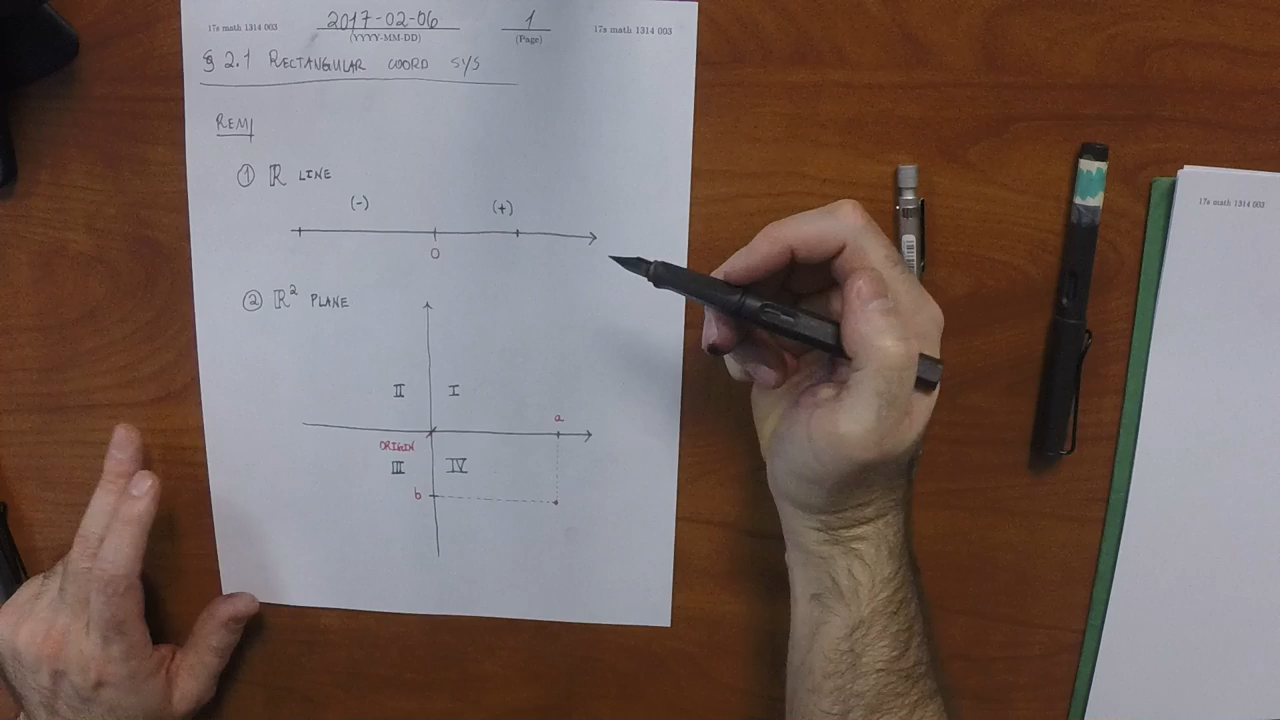 17s math 1314 003 2017-02-06 1 17s math 1314 003
(YYYY-MM-DD) (Page)
§ 2.1 RECTANGULAR COORD SYS
REM
① ℝ LINE
(-) (+)
0
② ℝ² PLANE
II I
a
ORIGIN
III IV
b
17s math 1314 003